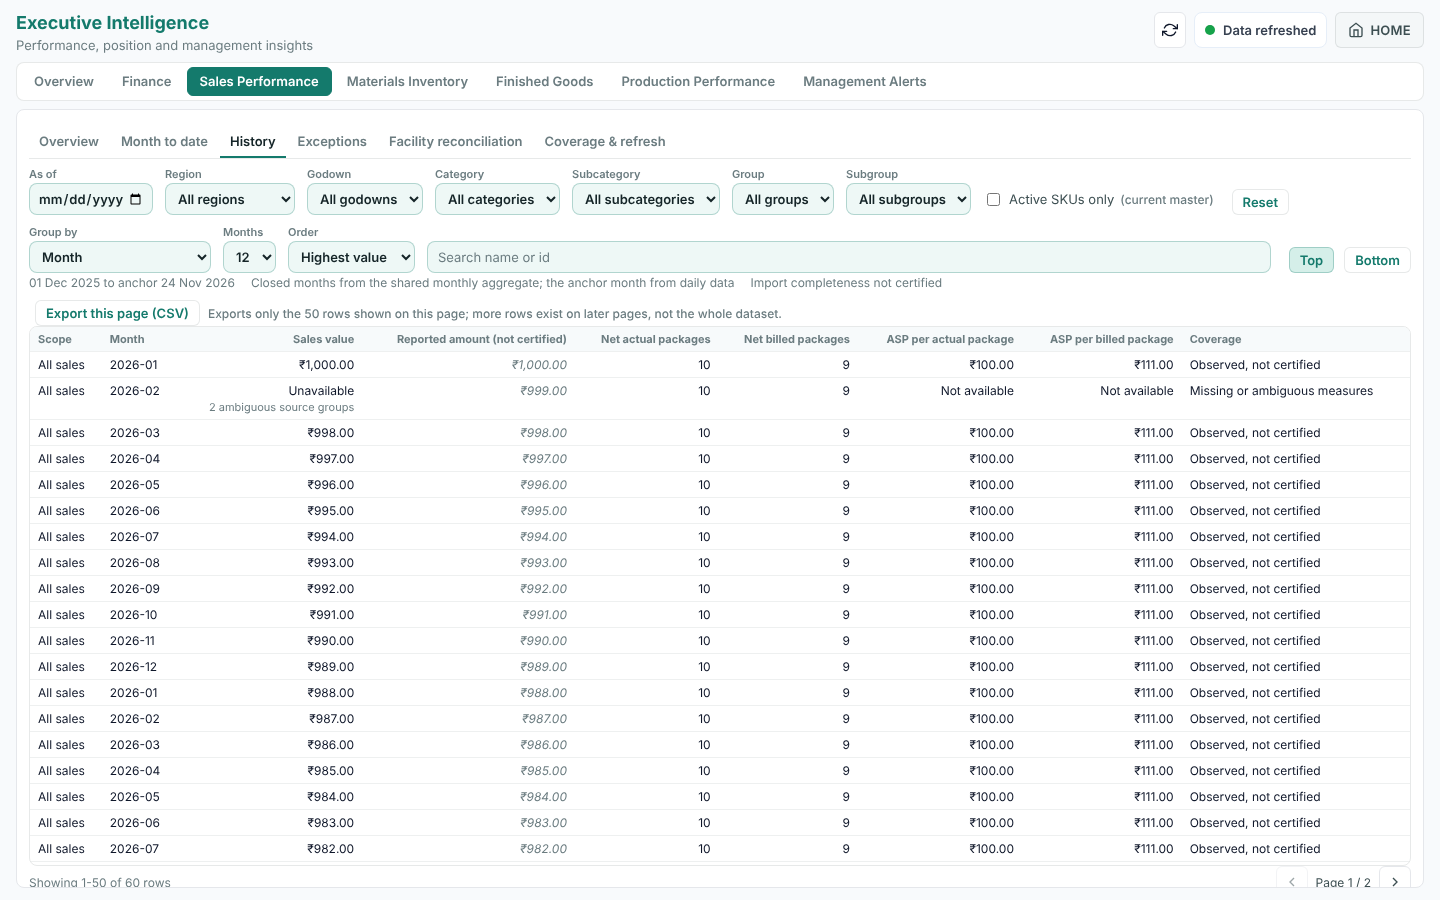 Executive Intelligence
Performance, position and management insights
Data refreshed
HOME
Overview Finance Sales Performance Materials Inventory Finished Goods Production Performance Management Alerts
Overview Month to date History Exceptions Facility reconciliation Coverage & refresh
As of Region Godown Category Subcategory Group Subgroup
mm/dd/yyyy All regions All godowns All categories All subcategories All groups All subgroups Active SKUs only (current master) Reset
Group by Months Order
Month 12 Highest value Search name or id Top Bottom
01 Dec 2025 to anchor 24 Nov 2026 Closed months from the shared monthly aggregate; the anchor month from daily data Import completeness not certified
Export this page (CSV) Exports only the 50 rows shown on this page; more rows exist on later pages, not the whole dataset.
Scope Month Sales value Reported amount (not certified) Net actual packages Net billed packages ASP per actual package ASP per billed package Coverage
All sales 2026-01 ₹1,000.00 ₹1,000.00 10 9 ₹100.00 ₹111.00 Observed, not certified
All sales 2026-02 Unavailable ₹999.00 10 9 Not available Not available Missing or ambiguous measures
2 ambiguous source groups
All sales 2026-03 ₹998.00 ₹998.00 10 9 ₹100.00 ₹111.00 Observed, not certified
All sales 2026-04 ₹997.00 ₹997.00 10 9 ₹100.00 ₹111.00 Observed, not certified
All sales 2026-05 ₹996.00 ₹996.00 10 9 ₹100.00 ₹111.00 Observed, not certified
All sales 2026-06 ₹995.00 ₹995.00 10 9 ₹100.00 ₹111.00 Observed, not certified
All sales 2026-07 ₹994.00 ₹994.00 10 9 ₹100.00 ₹111.00 Observed, not certified
All sales 2026-08 ₹993.00 ₹993.00 10 9 ₹100.00 ₹111.00 Observed, not certified
All sales 2026-09 ₹992.00 ₹992.00 10 9 ₹100.00 ₹111.00 Observed, not certified
All sales 2026-10 ₹991.00 ₹991.00 10 9 ₹100.00 ₹111.00 Observed, not certified
All sales 2026-11 ₹990.00 ₹990.00 10 9 ₹100.00 ₹111.00 Observed, not certified
All sales 2026-12 ₹989.00 ₹989.00 10 9 ₹100.00 ₹111.00 Observed, not certified
All sales 2026-01 ₹988.00 ₹988.00 10 9 ₹100.00 ₹111.00 Observed, not certified
All sales 2026-02 ₹987.00 ₹987.00 10 9 ₹100.00 ₹111.00 Observed, not certified
All sales 2026-03 ₹986.00 ₹986.00 10 9 ₹100.00 ₹111.00 Observed, not certified
All sales 2026-04 ₹985.00 ₹985.00 10 9 ₹100.00 ₹111.00 Observed, not certified
All sales 2026-05 ₹984.00 ₹984.00 10 9 ₹100.00 ₹111.00 Observed, not certified
All sales 2026-06 ₹983.00 ₹983.00 10 9 ₹100.00 ₹111.00 Observed, not certified
All sales 2026-07 ₹982.00 ₹982.00 10 9 ₹100.00 ₹111.00 Observed, not certified
Showing 1-50 of 60 rows Page 1 / 2